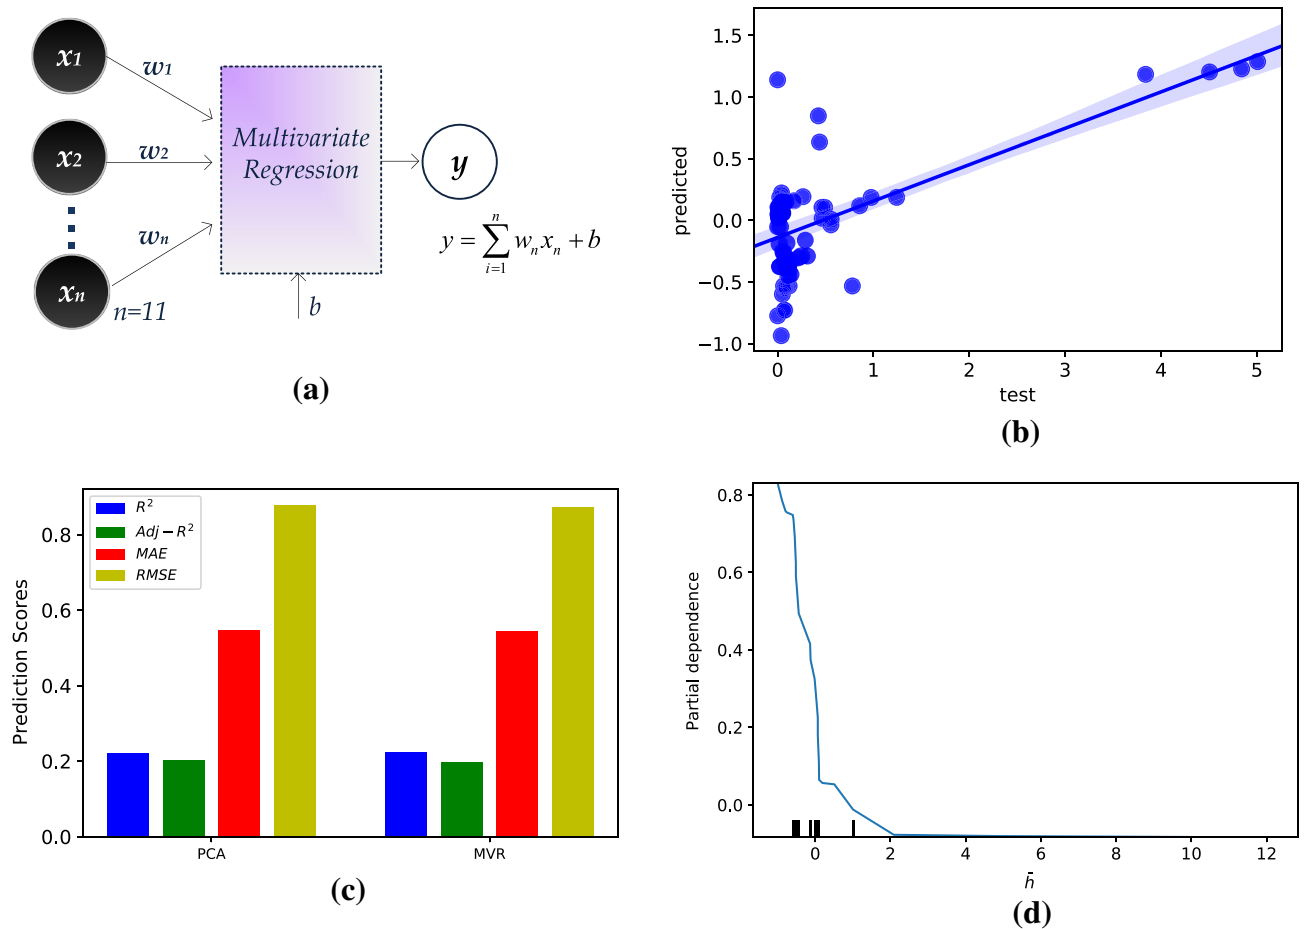 x1
w1
x2
w2
Multivariate
Regression
y
wn
xn
n=11
b
y = \sum_{i=1}^{n} w_n x_n + b
(a)
1.5
1.0
0.5
0.0
−0.5
−1.0
predicted
0 1 2 3 4 5
test
(b)
R²
Adj − R²
MAE
RMSE
0.8
0.6
0.4
0.2
0.0
Prediction Scores
PCA MVR
(c)
0.8
0.6
0.4
0.2
0.0
Partial dependence
0 2 4 6 8 10 12
h̄
(d)